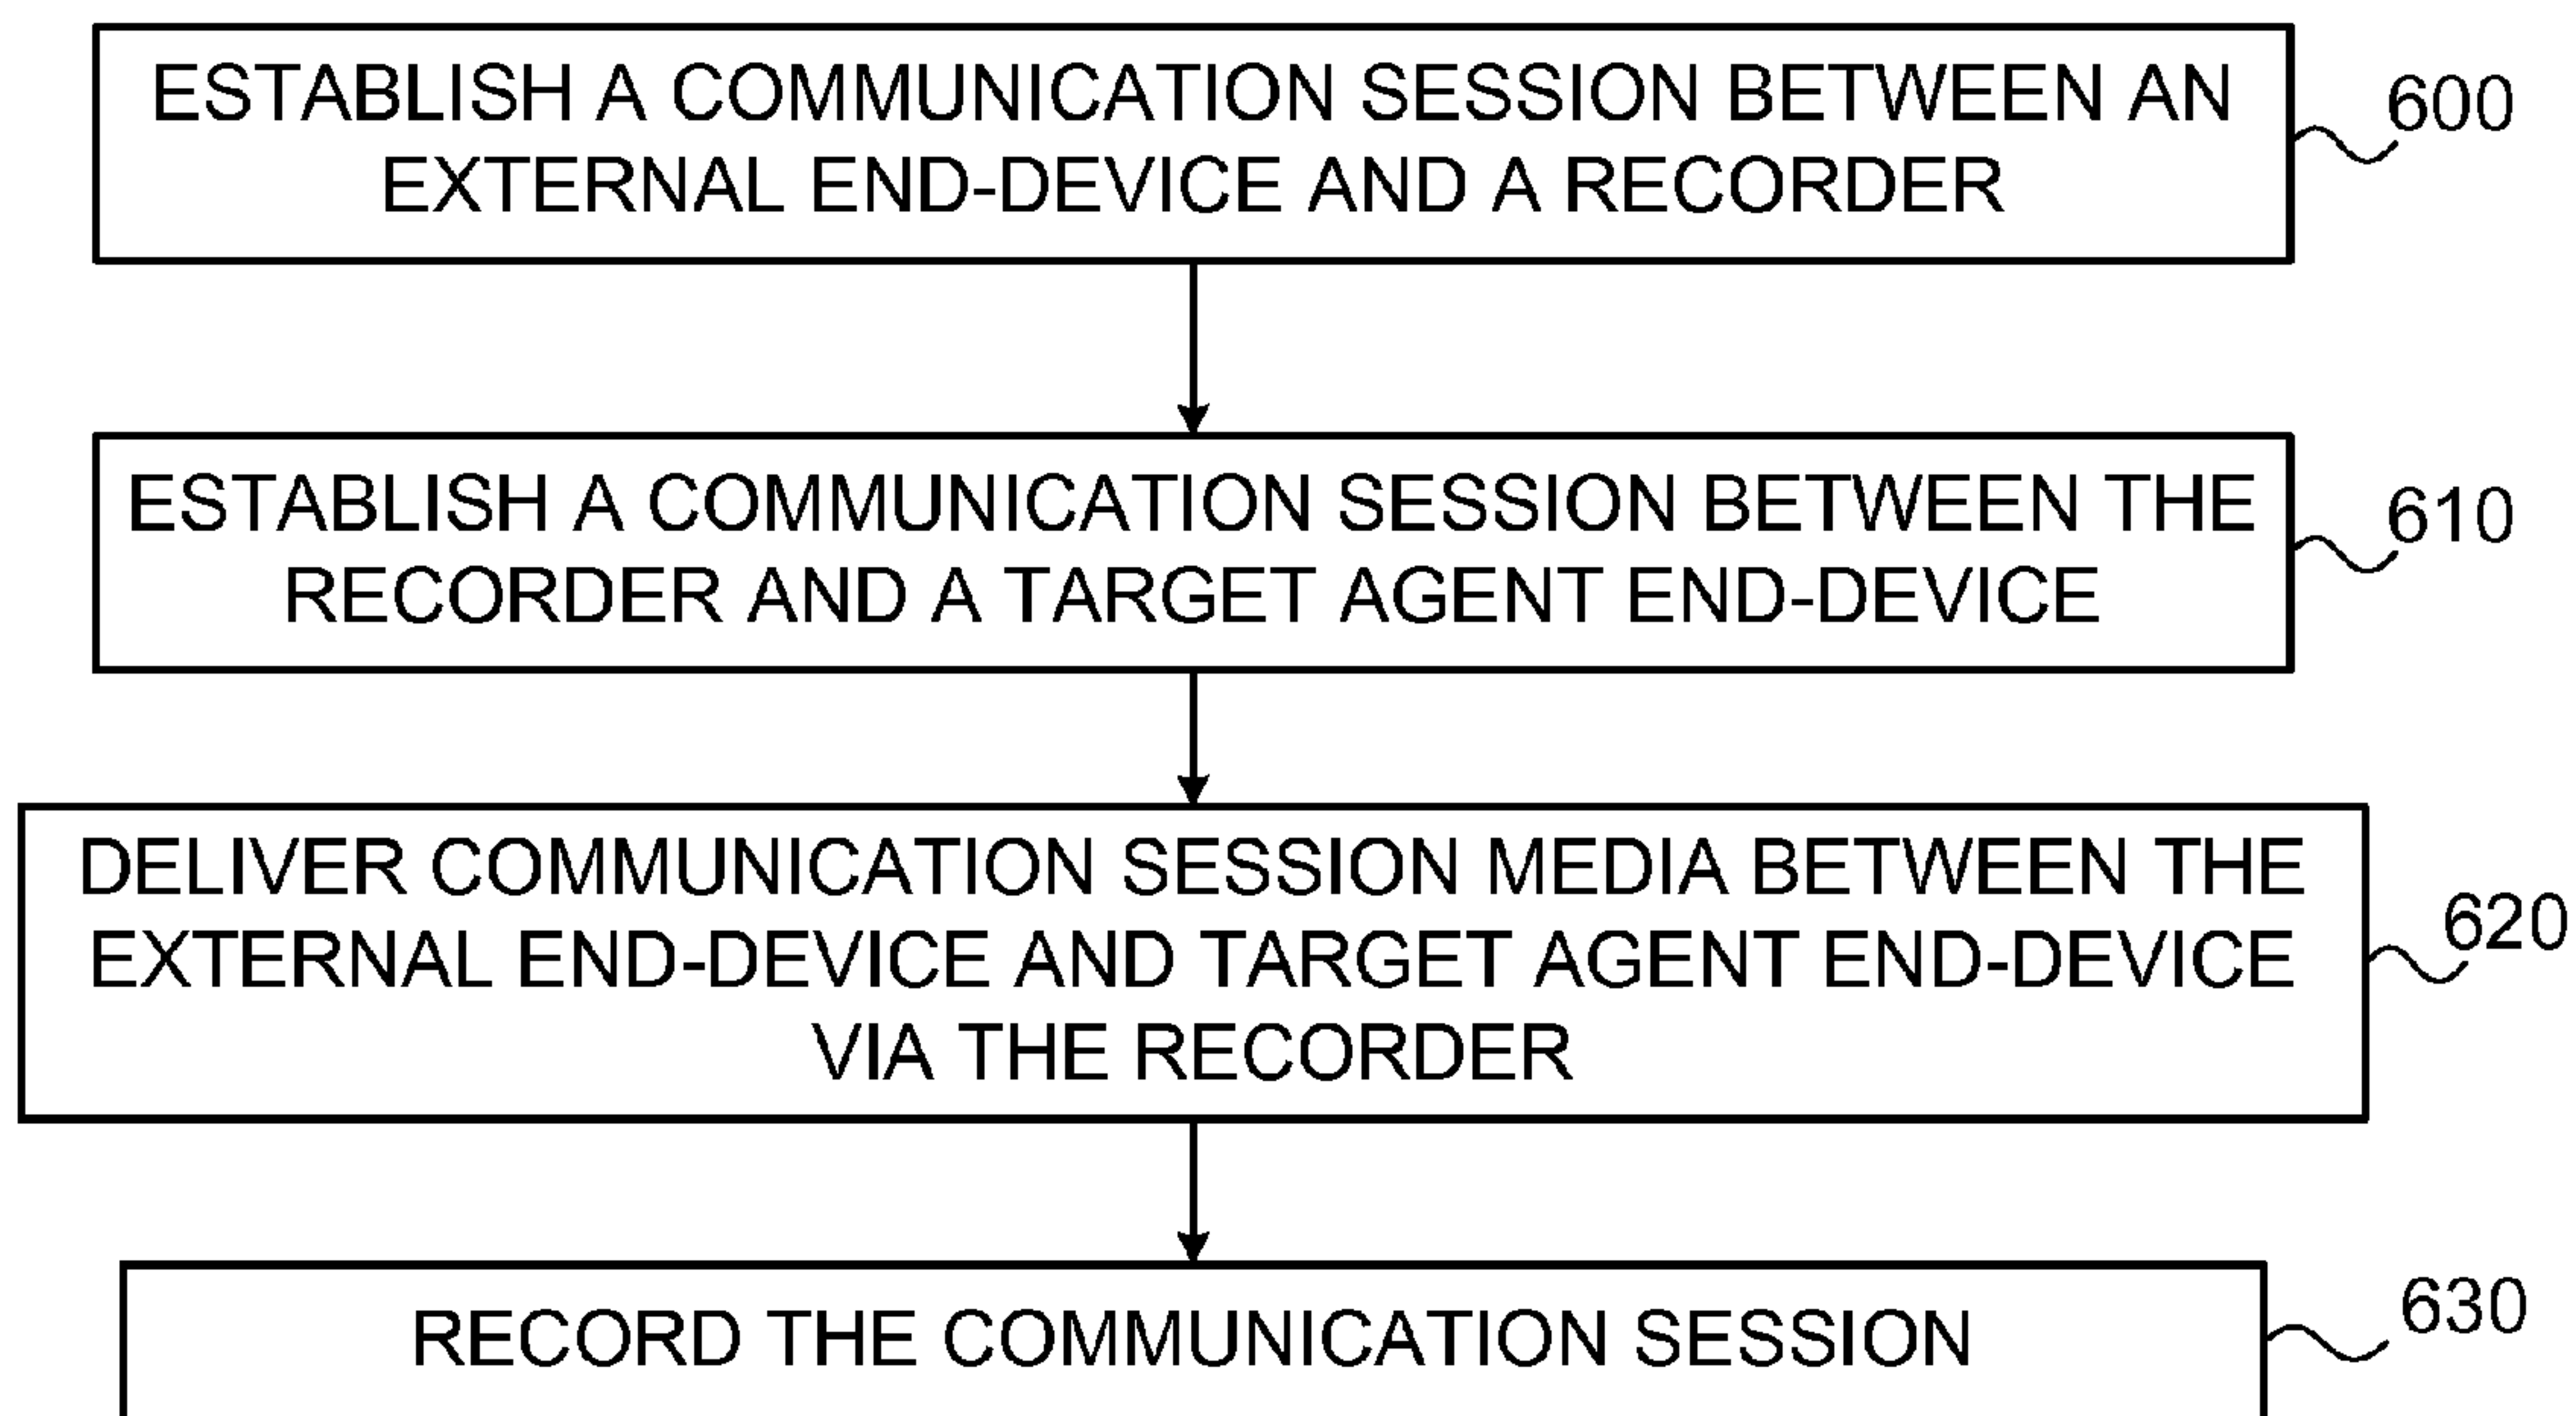 ESTABLISH A COMMUNICATION SESSION BETWEEN AN
EXTERNAL END-DEVICE AND A RECORDER
600
ESTABLISH A COMMUNICATION SESSION BETWEEN THE
RECORDER AND A TARGET AGENT END-DEVICE
610
DELIVER COMMUNICATION SESSION MEDIA BETWEEN THE
EXTERNAL END-DEVICE AND TARGET AGENT END-DEVICE
VIA THE RECORDER
620
RECORD THE COMMUNICATION SESSION
630